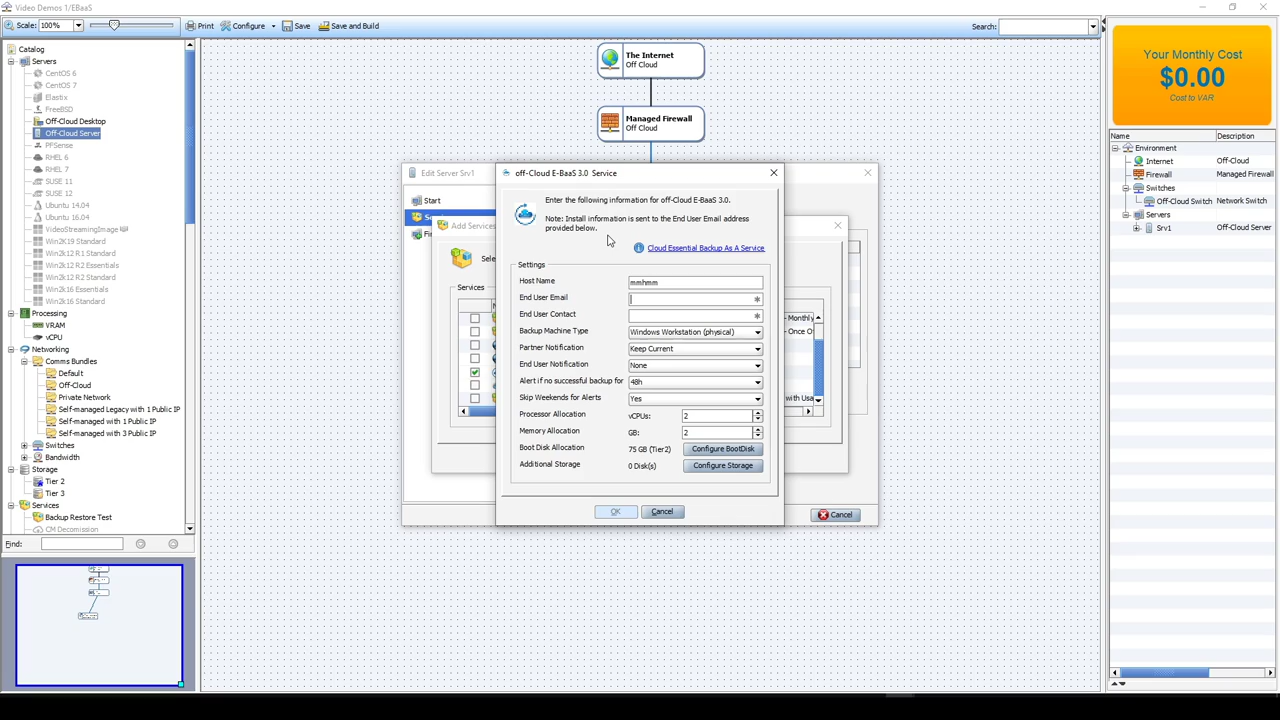 Video Demos 1/EBaaS
Scale: 100%
Print
Configure
Save
Save and Build
Search:
Catalog
Servers
CentOS 6
CentOS 7
Elastix
FreeBSD
Off-Cloud Desktop
Off-Cloud Server
PFSense
RHEL 6
RHEL 7
SUSE 11
SUSE 12
Ubuntu 14.04
Ubuntu 16.04
VideoStreamingImage
Win2K19 Standard
Win2k12 R1 Standard
Win2k12 R2 Essentials
Win2k12 R2 Standard
Win2k16 Essentials
Win2k16 Standard
Processing
VRAM
vCPU
Networking
Comms Bundles
Default
Off-Cloud
Private Network
Self-managed Legacy with 1 Public IP
Self-managed with 1 Public IP
Self-managed with 3 Public IP
Switches
Bandwidth
Storage
Tier 2
Tier 3
Services
Backup Restore Test
CM Decomission
Find:
The Internet
Off Cloud
Managed Firewall
Off Cloud
Edit Server Srv1
Start
Add Services
Services
- Monthly
- Once
with Usa
Cancel
off-Cloud E-BaaS 3.0 Service
Enter the following information for off-Cloud E-BaaS 3.0.
Note: Install information is sent to the End User Email address
provided below.
Cloud Essential Backup As A Service
Settings
Host Name mmhmm
End User Email *
End User Contact *
Backup Machine Type Windows Workstation (physical)
Partner Notification Keep Current
End User Notification None
Alert if no successful backup for 48h
Skip Weekends for Alerts Yes
Processor Allocation vCPUs: 2
Memory Allocation GB: 2
Boot Disk Allocation 75 GB (Tier2) Configure BootDisk
Additional Storage 0 Disk(s) Configure Storage
OK Cancel
Your Monthly Cost
$0.00
Cost to VAR
Name Description
Environment
Internet Off-Cloud
Firewall Managed Firewall
Switches
Off-Cloud Switch Network Switch
Servers
Srv1 Off-Cloud Server